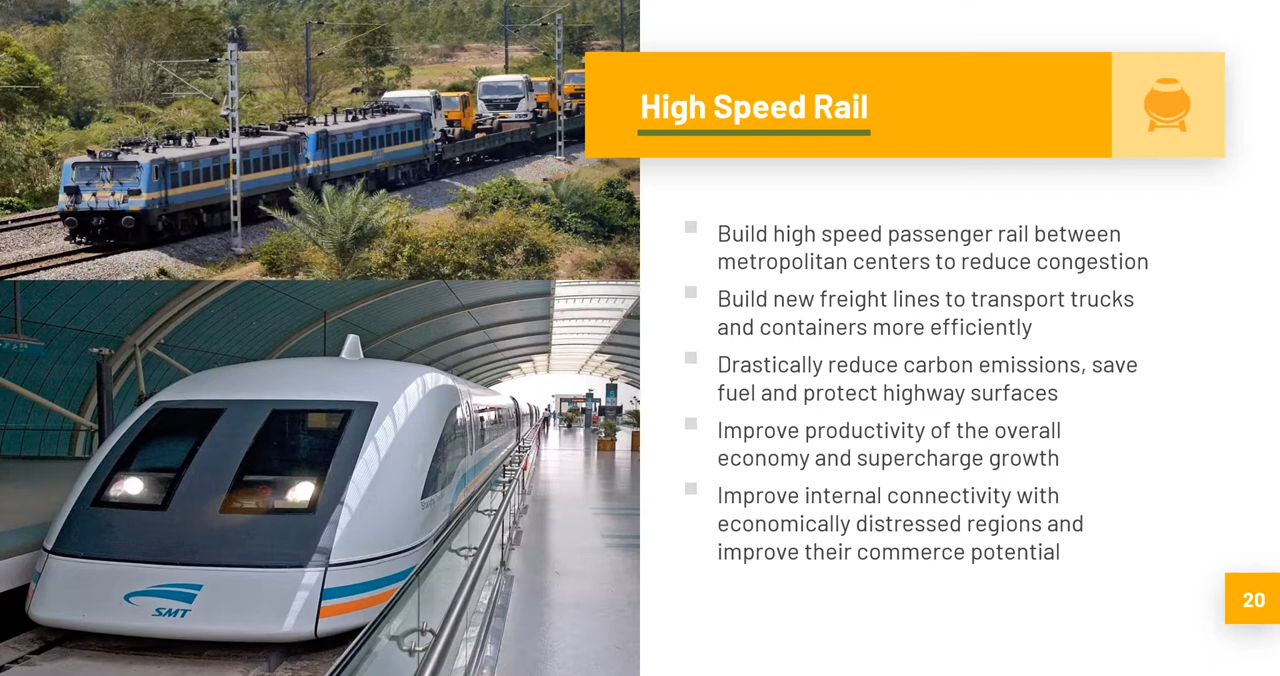 High Speed Rail
Build high speed passenger rail between
metropolitan centers to reduce congestion
Build new freight lines to transport trucks
and containers more efficiently
Drastically reduce carbon emissions, save
fuel and protect highway surfaces
Improve productivity of the overall
economy and supercharge growth
Improve internal connectivity with
economically distressed regions and
improve their commerce potential
SMT
20